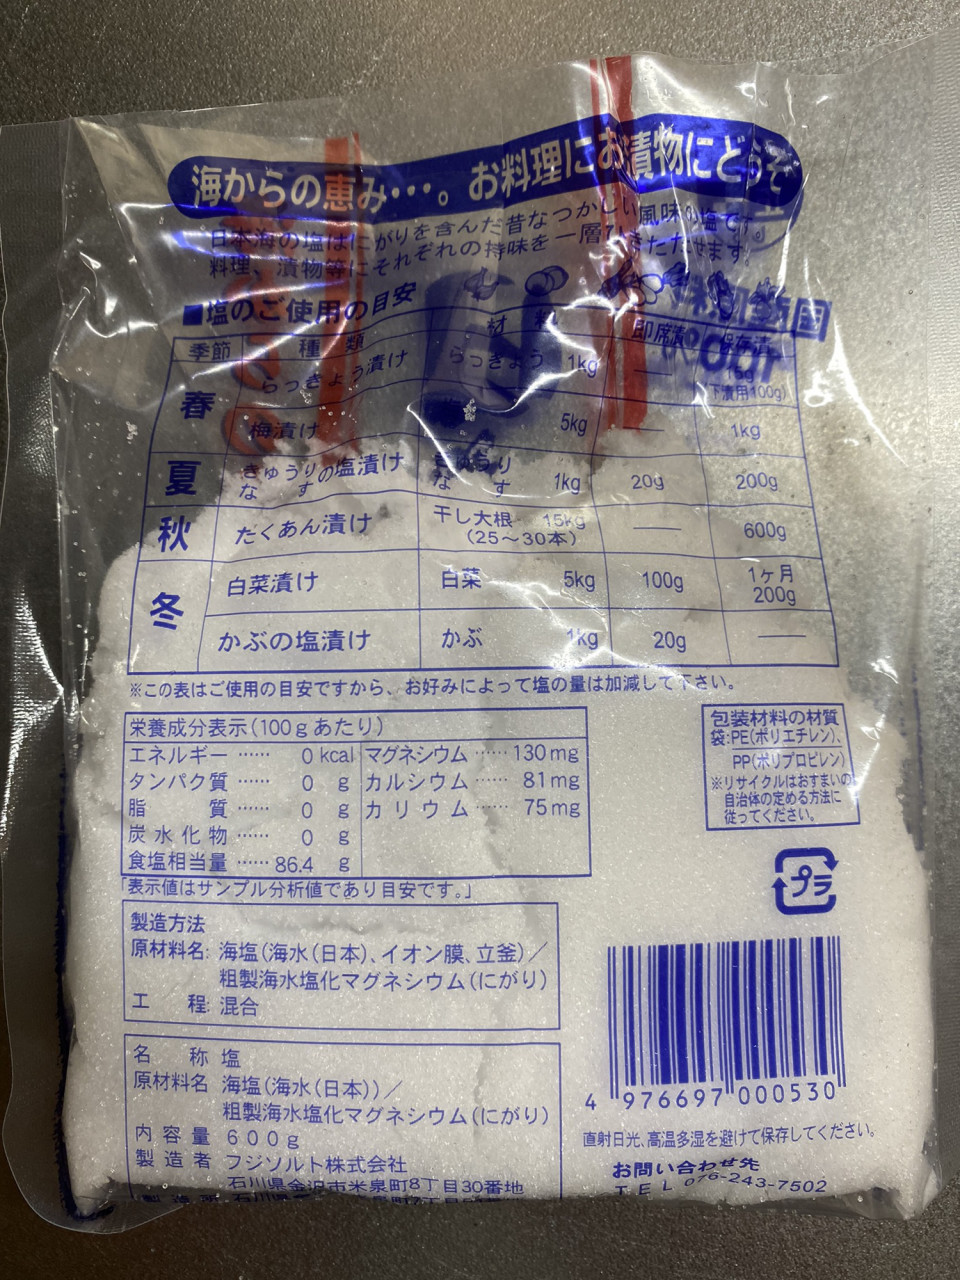 海からの恵み・・・。お料理にお漬物にどうぞ
日本海の塩はにがりを含んだ昔なつかしい風味の塩です。
料理、漬物等にそれぞれの持味を一層ひきたたせます。
■塩のご使用の目安
季節 種類 材料 即席漬 保存漬
春 らっきょう漬け らっきょう 1kg ― 15g
(下漬用100g)
梅漬け 5kg ― 1kg
夏 きゅうりの塩漬け きゅうり
なす なす 1kg 20g 200g
秋 たくあん漬け 干し大根 15kg ― 600g
(25～30本)
冬 白菜漬け 白菜 5kg 100g 1ヶ月
200g
かぶの塩漬け かぶ 1kg 20g ―
※この表はご使用の目安ですから、お好みによって塩の量は加減して下さい。
栄養成分表示(100gあたり)
エネルギー …… 0 kcal マグネシウム …… 130mg
タンパク質 …… 0 g カルシウム …… 81mg
脂質 …… 0 g カリウム …… 75mg
炭水化物 …… 0 g
食塩相当量 …… 86.4 g
「表示値はサンプル分析値であり目安です。」
包装材料の材質
袋:PE(ポリエチレン)、
PP(ポリプロピレン)
※リサイクルはおすまいの
自治体の定める方法に
従ってください。
プラ
製造方法
原材料名: 海塩(海水(日本)、イオン膜、立釜)／
粗製海水塩化マグネシウム(にがり)
工程: 混合
名称 塩
原材料名 海塩(海水(日本))／
粗製海水塩化マグネシウム(にがり)
内容量 600g
製造者 フジソルト株式会社
石川県金沢市米泉町8丁目30番地
4 976697 000530
直射日光、高温多湿を避けて保存してください。
お問い合わせ先
TEL 076-243-7502